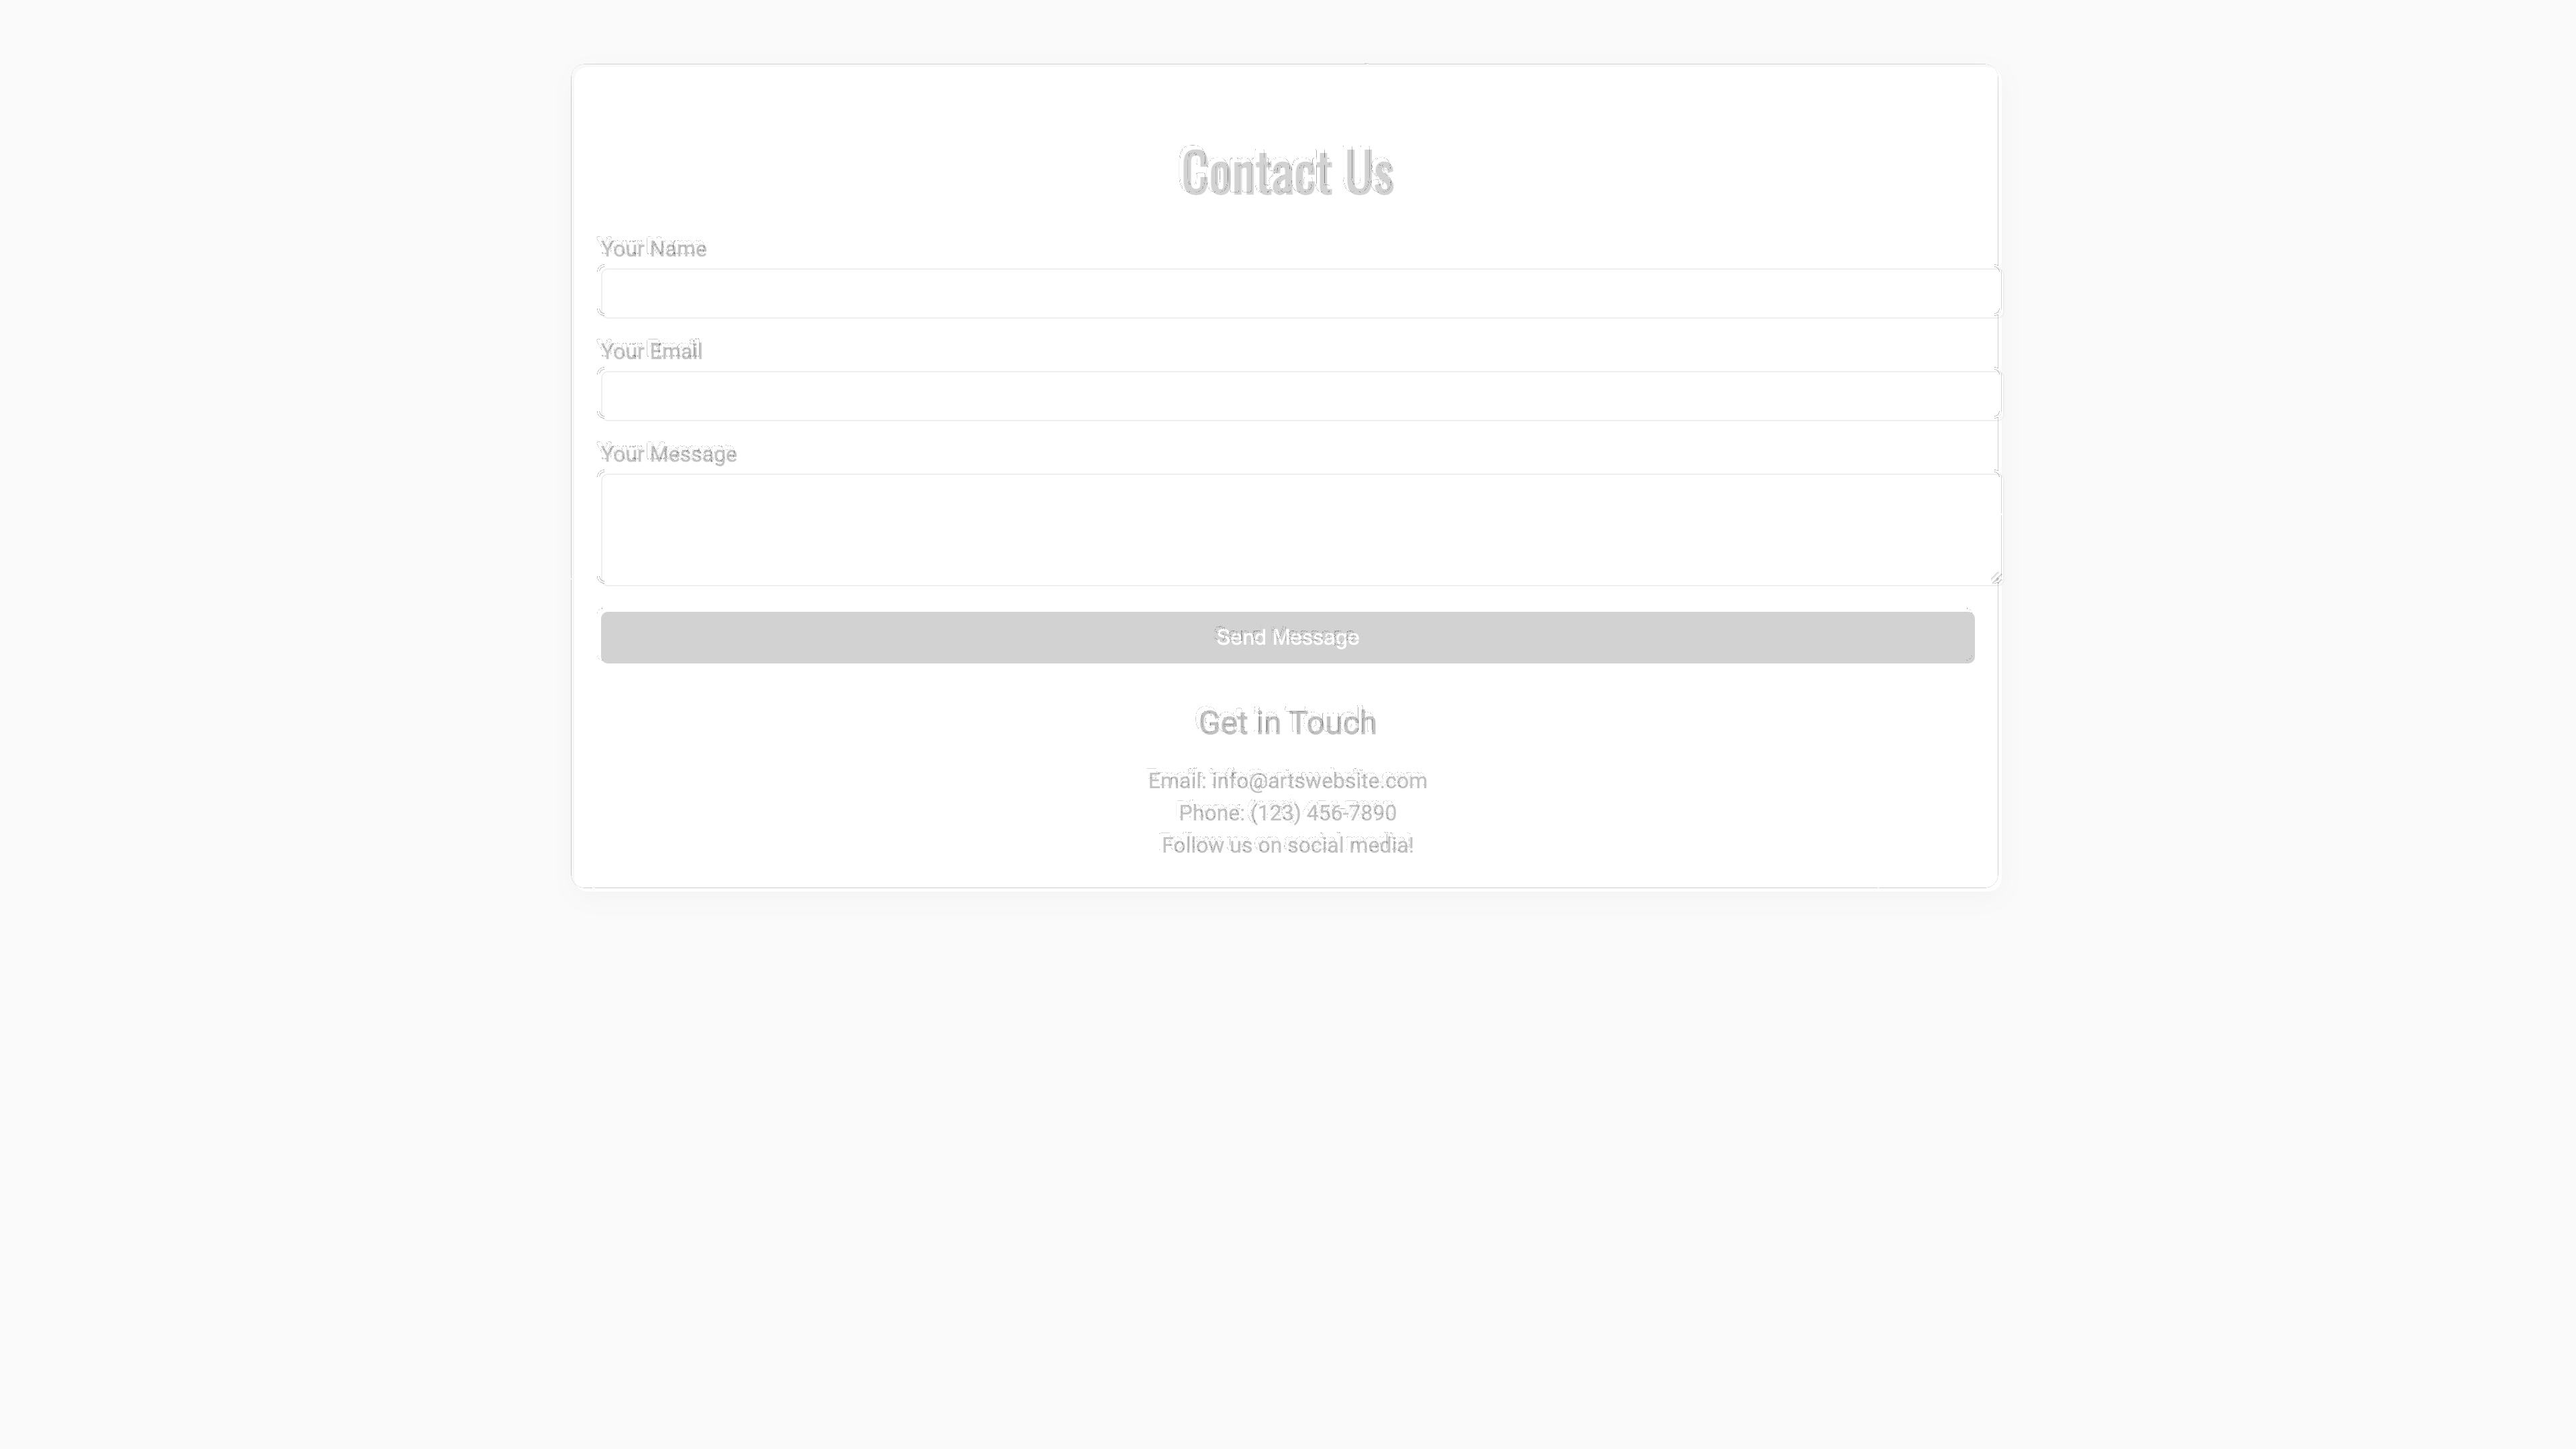 Contact Us
Your Name
Your Email
Your Message
Send Message
Get in Touch
Email: info@artswebsite.com
Phone: (123) 456-7890
Follow us on social media!